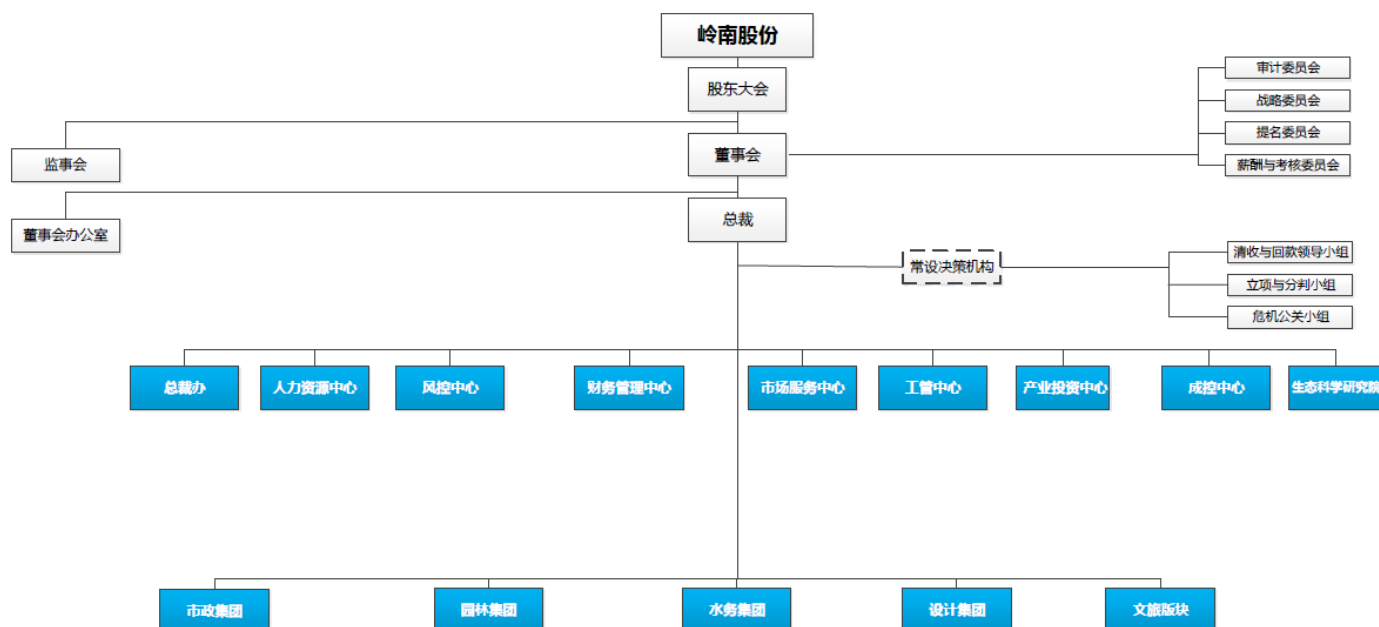 岭南股份
股东大会
审计委员会
战略委员会
提名委员会
薪酬与考核委员会
监事会
董事会
董事会办公室
总裁
常设决策机构
清收与回款领导小组
立项与分判小组
危机公关小组
总裁办
人力资源中心
风控中心
财务管理中心
市场服务中心
工管中心
产业投资中心
成控中心
生态科学研究院
市政集团
园林集团
水务集团
设计集团
文旅版块